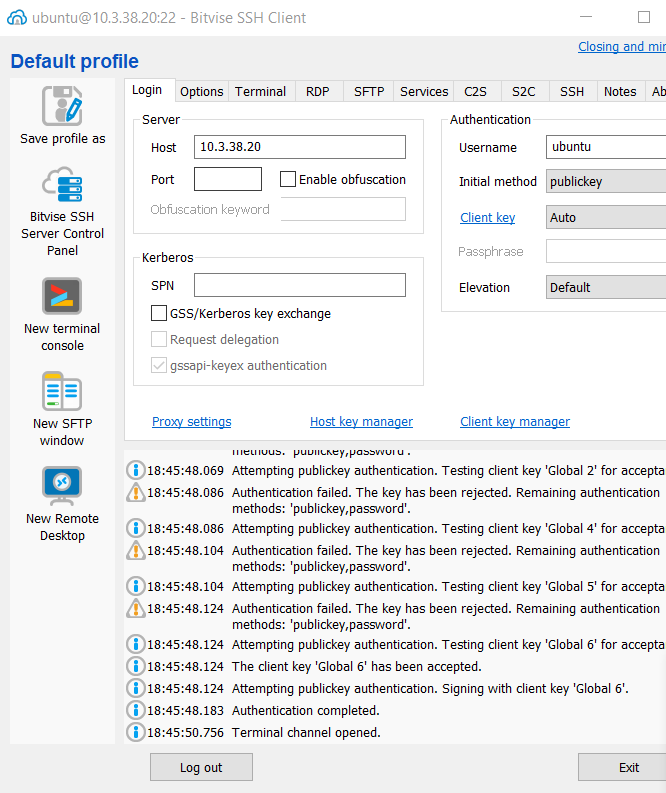 ubuntu@10.3.38.20:22 - Bitvise SSH Client
Closing and
Default profile
Save profile as
Bitvise SSH
Server Control
Panel
New terminal
console
New SFTP
window
New Remote
Desktop
Login Options Terminal RDP SFTP Services C2S S2C SSH Notes
Server
Host 10.3.38.20
Port Enable obfuscation
Obfuscation keyword
Kerberos
SPN
GSS/Kerberos key exchange
Request delegation
gssapi-keyex authentication
Authentication
Username ubuntu
Initial method publickey
Client key Auto
Passphrase
Elevation Default
Proxy settings Host key manager Client key manager
methods: 'publickey,password'.
18:45:48.069 Attempting publickey authentication. Testing client key 'Global 2' for accepta
18:45:48.086 Authentication failed. The key has been rejected. Remaining authentication
methods: 'publickey,password'.
18:45:48.086 Attempting publickey authentication. Testing client key 'Global 4' for accepta
18:45:48.104 Authentication failed. The key has been rejected. Remaining authentication
methods: 'publickey,password'.
18:45:48.104 Attempting publickey authentication. Testing client key 'Global 5' for accepta
18:45:48.124 Authentication failed. The key has been rejected. Remaining authentication
methods: 'publickey,password'.
18:45:48.124 Attempting publickey authentication. Testing client key 'Global 6' for accepta
18:45:48.124 The client key 'Global 6' has been accepted.
18:45:48.124 Attempting publickey authentication. Signing with client key 'Global 6'.
18:45:48.183 Authentication completed.
18:45:50.756 Terminal channel opened.
Log out Exit